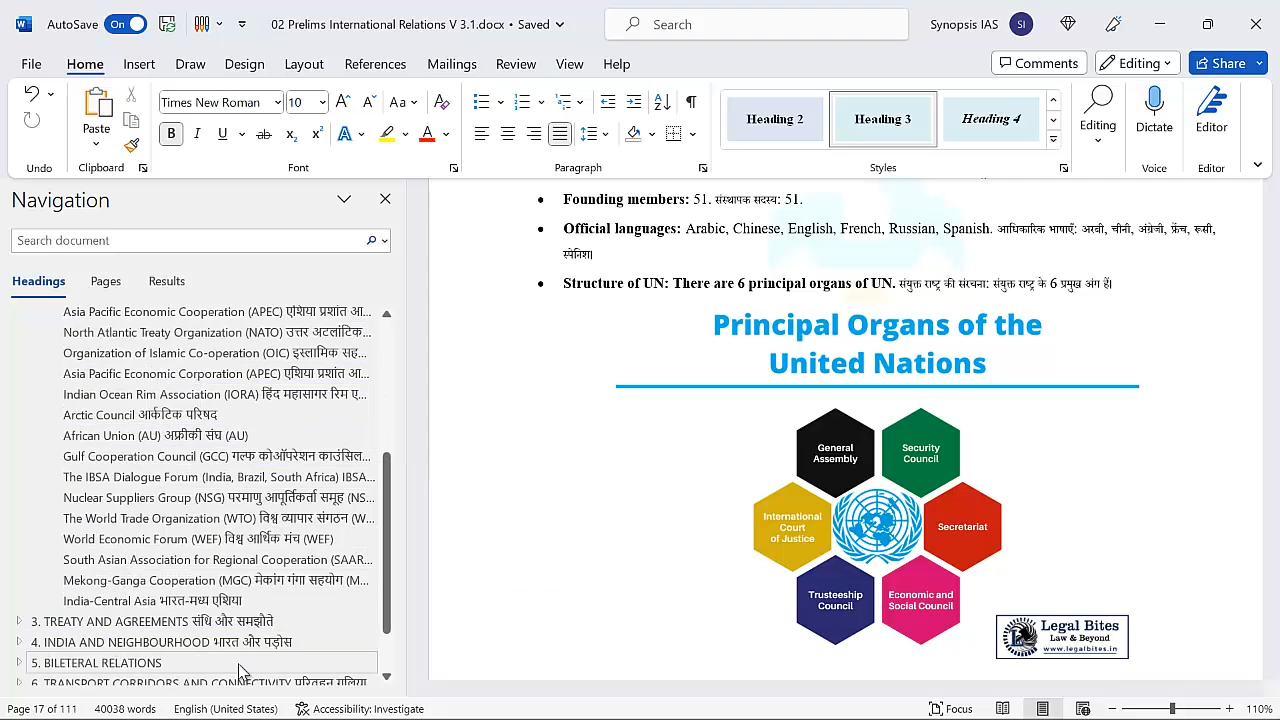 AutoSave On 02 Prelims International Relations V 3.1.docx • Saved Search Synopsis IAS SI
File Home Insert Draw Design Layout References Mailings Review View Help Comments Editing Share
Times New Roman 10 Aa
Paste
B I U ab x₂ x² A A
Heading 2 Heading 3 Heading 4
Editing Dictate Editor
Undo Clipboard Font Paragraph Styles Voice Editor
Navigation
Search document
Headings Pages Results
Asia Pacific Economic Cooperation (APEC) एशिया प्रशांत आ...
North Atlantic Treaty Organization (NATO) उत्तर अटलांटिक...
Organization of Islamic Co-operation (OIC) इस्लामिक सह...
Asia Pacific Economic Corporation (APEC) एशिया प्रशांत आ...
Indian Ocean Rim Association (IORA) हिंद महासागर रिम ए...
Arctic Council आर्कटिक परिषद
African Union (AU) अफ्रीकी संघ (AU)
Gulf Cooperation Council (GCC) गल्फ कोऑपरेशन काउंसिल...
The IBSA Dialogue Forum (India, Brazil, South Africa) IBSA...
Nuclear Suppliers Group (NSG) परमाणु आपूर्तिकर्ता समूह (NS...
The World Trade Organization (WTO) विश्व व्यापार संगठन (W...
World Economic Forum (WEF) विश्व आर्थिक मंच (WEF)
South Asian Association for Regional Cooperation (SAAR...
Mekong-Ganga Cooperation (MGC) मेकांग गंगा सहयोग (M...
India-Central Asia भारत-मध्य एशिया
3. TREATY AND AGREEMENTS संधि और समझौते
4. INDIA AND NEIGHBOURHOOD भारत और पड़ोस
5. BILETERAL RELATIONS
6. TRANSPORT CORRIDORS AND CONNECTIVITY परिवहन गलिया
• Founding members: 51. संस्थापक सदस्य: 51.
• Official languages: Arabic, Chinese, English, French, Russian, Spanish. आधिकारिक भाषाएँ: अरबी, चीनी, अंग्रेजी, फ्रेंच, रूसी,
स्पेनिश।
• Structure of UN: There are 6 principal organs of UN. संयुक्त राष्ट्र की संरचना: संयुक्त राष्ट्र के 6 प्रमुख अंग हैं।
Principal Organs of the
United Nations
General
Assembly
Security
Council
International
Court
of Justice
Secretariat
Trusteeship
Council
Economic and
Social Council
Legal Bites
Law & Beyond
www.legalbites.in
Page 17 of 111 40038 words English (United States) Accessibility: Investigate Focus 110%